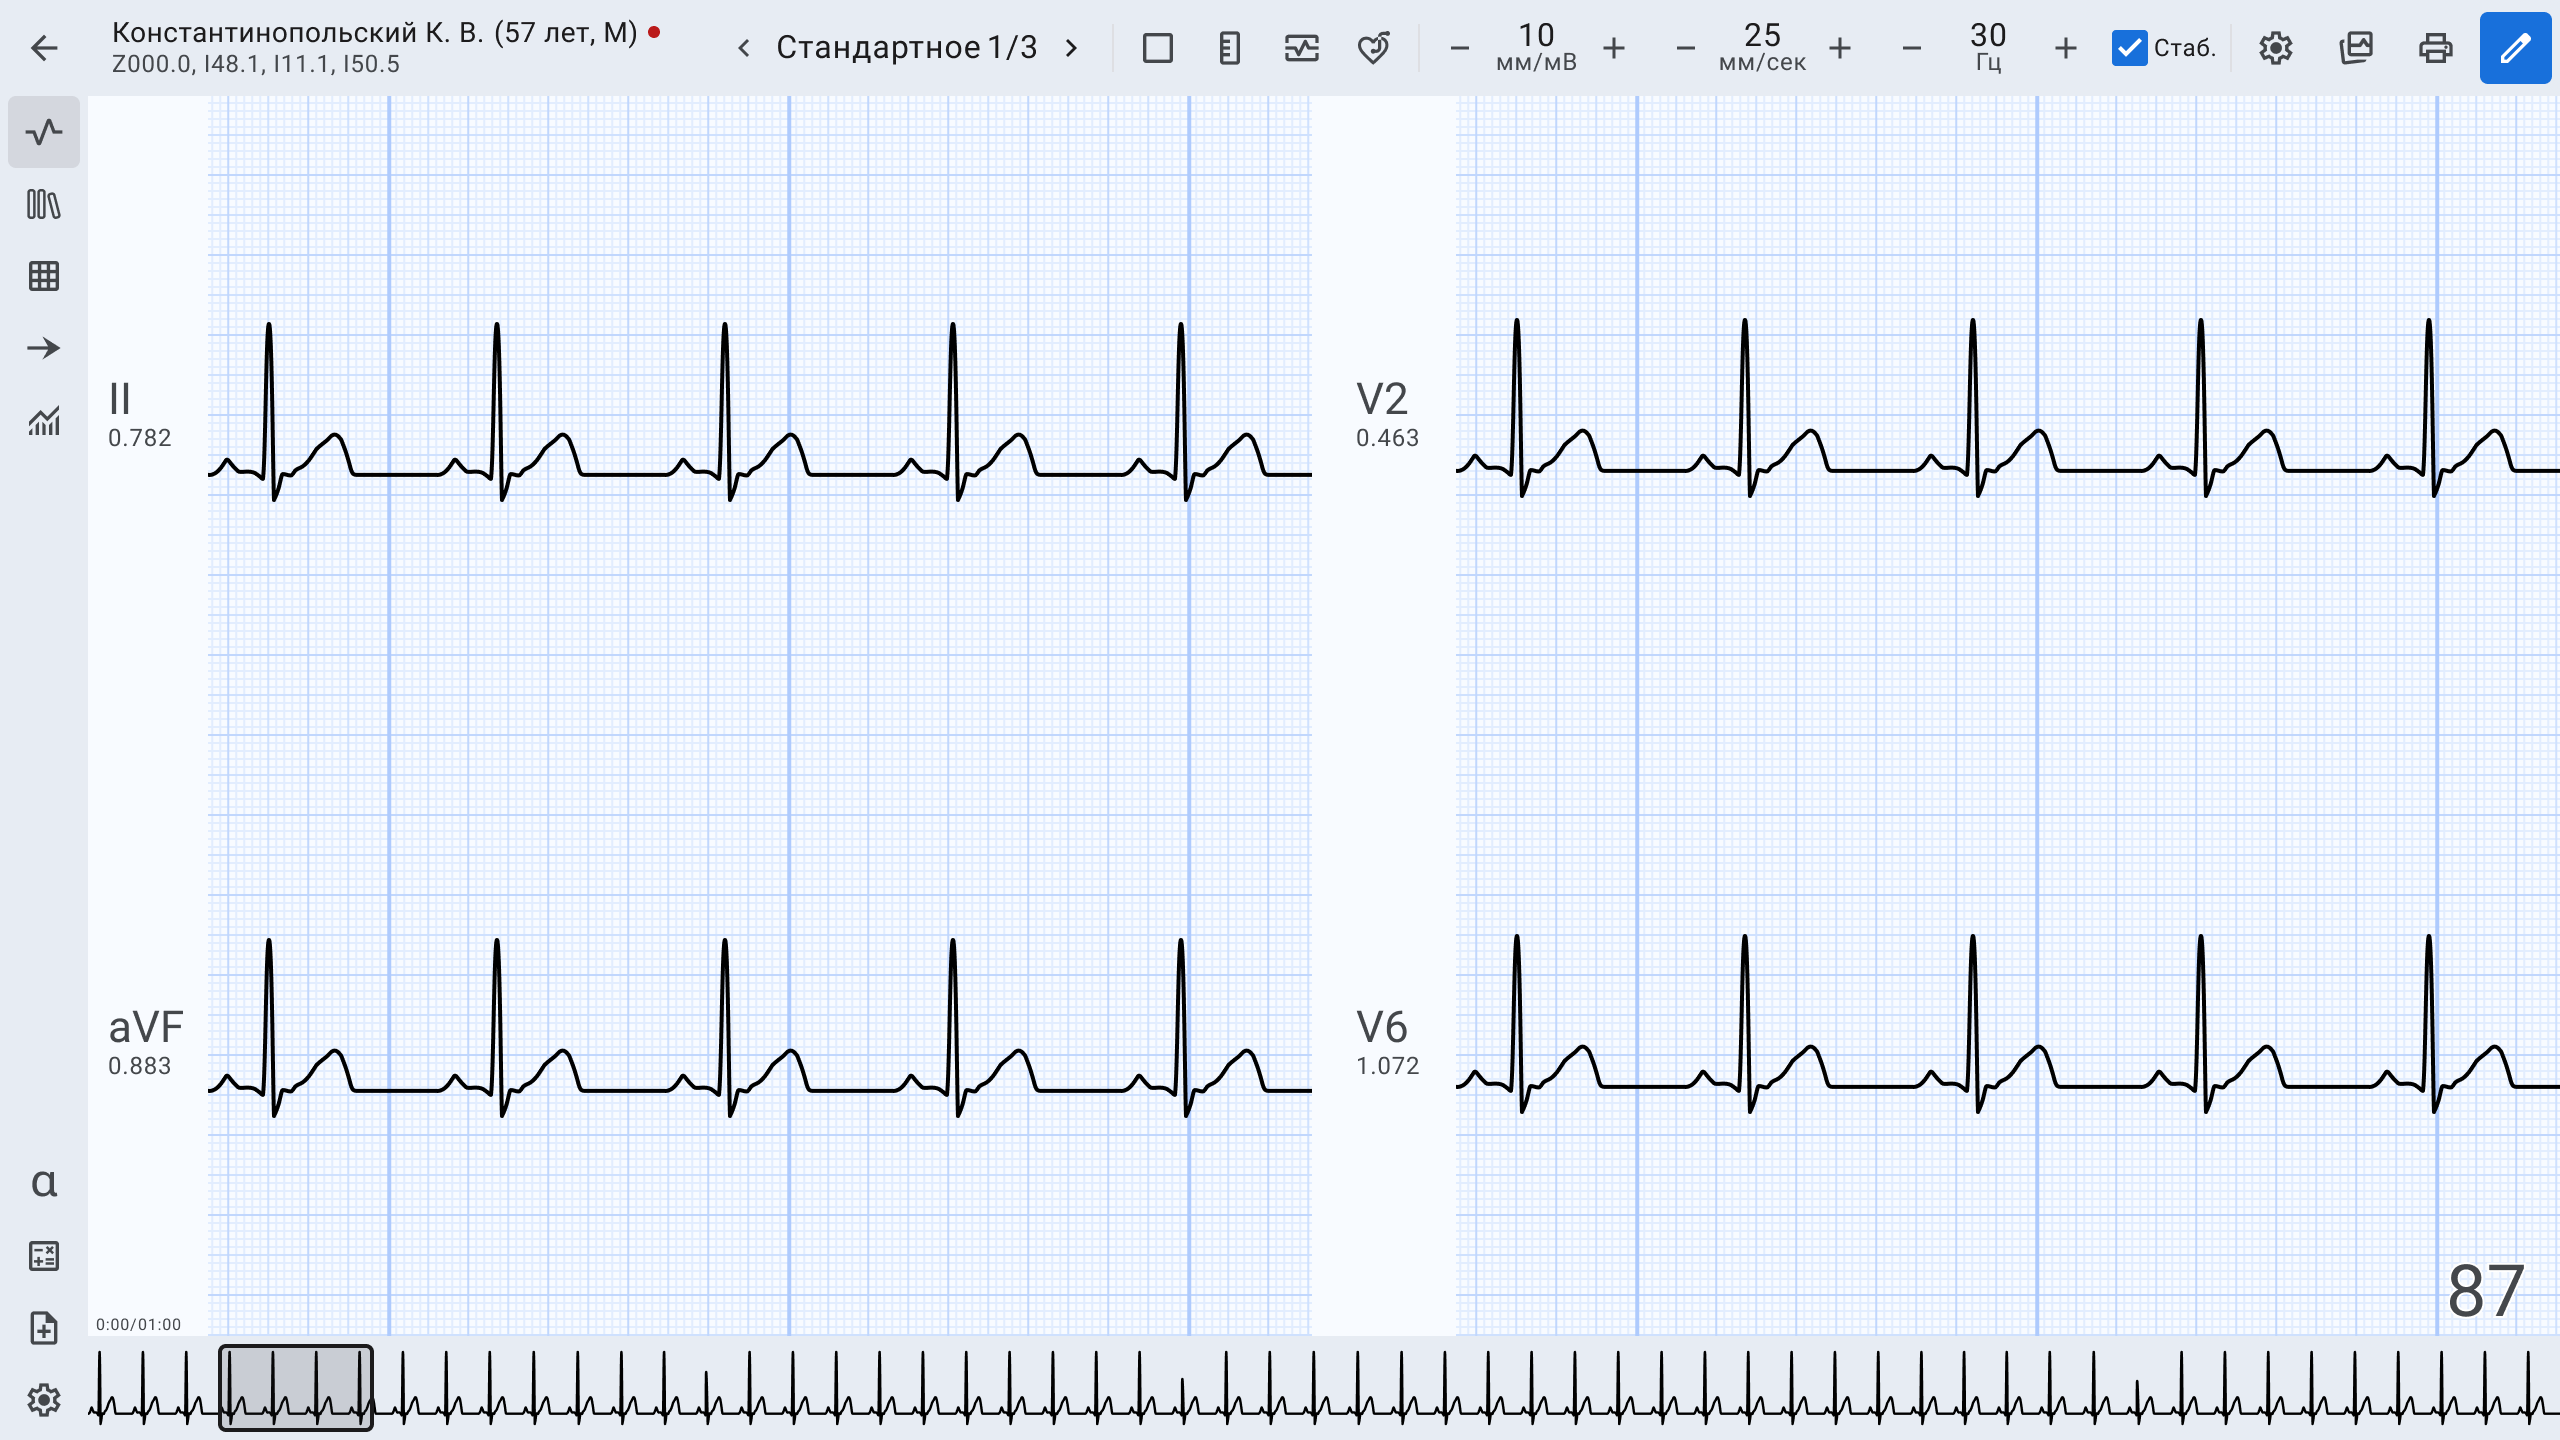 Константинопольский К. В. (57 лет, М)
Z000.0, I48.1, I11.1, I50.5
Стандартное 1/3
10
мм/мВ
25
мм/сек
30
Гц
Стаб.
II
0.782
V2
0.463
aVF
0.883
V6
1.072
α
87
0:00/01:00